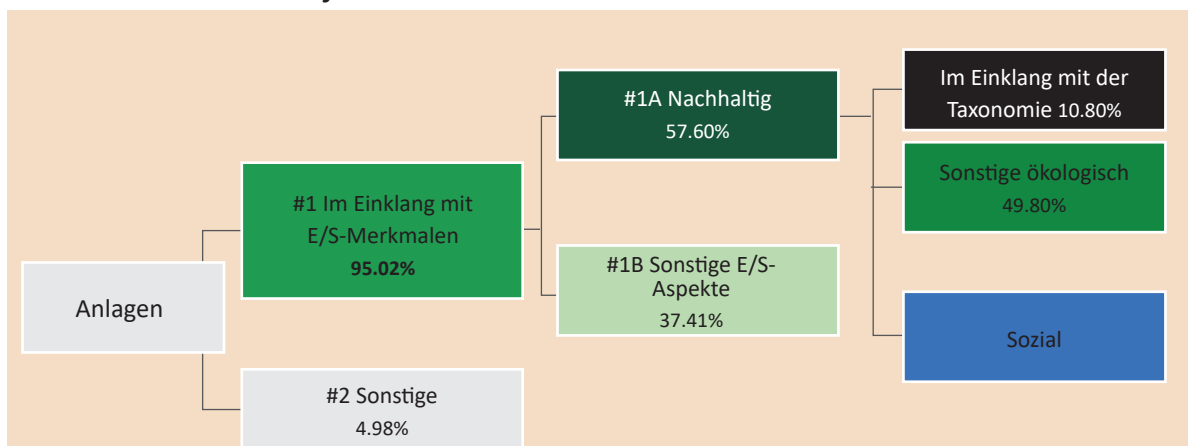 #1A Nachhaltig
57.60%
Im Einklang mit der
Taxonomie 10.80%
Sonstige ökologisch
49.80%
#1 Im Einklang mit
E/S-Merkmalen
95.02%
#1B Sonstige E/S-
Aspekte
37.41%
Anlagen
Sozial
#2 Sonstige
4.98%